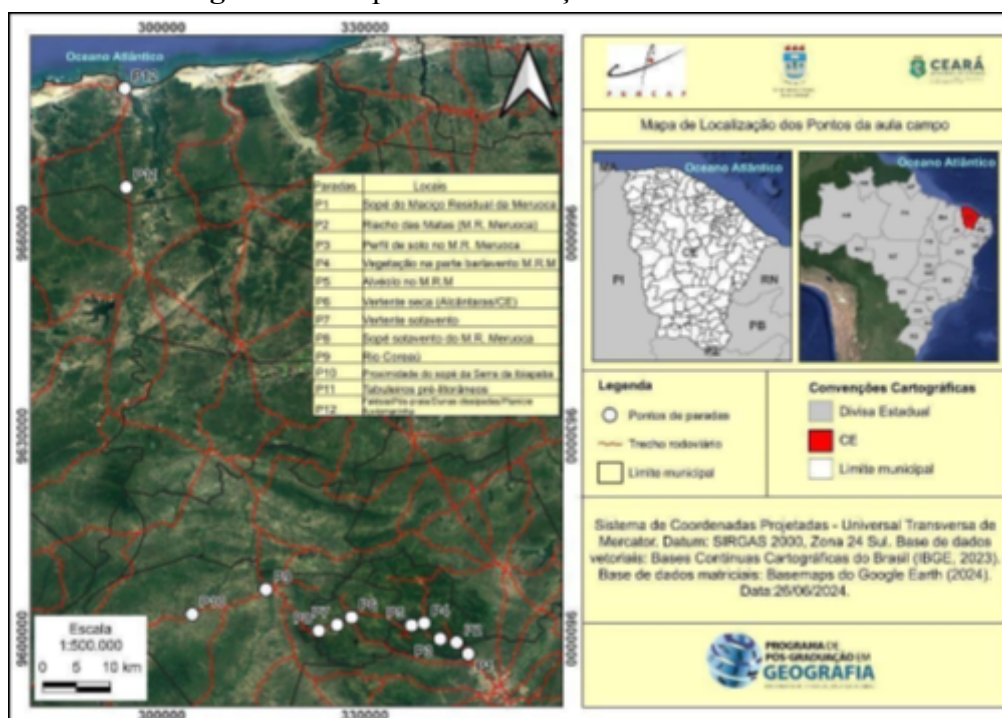 300000 330000
Oceano Atlântico
P12
P11
Paradas Locais
P1 Sopé do Maciço Residual da Meruoca
P2 Riacho das Matas (M.R. Meruoca)
P3 Perfil de solo no M.R. Meruoca
P4 Vegetação na parte barlavento M.R.M
P5 Alvéolo no M.R.M
P6 Vertente seca (Alcântaras/CE)
P7 Vertente sotavento
P8 Sopé sotavento do M.R. Meruoca
P9 Rio Coreaú
P10 Proximidade do sopé da Serra da Ibiapaba
P11 Tabuleiros pré-litorâneos
P12
9660000
9630000
9600000
9660000
9630000
9600000
P9
P10
P8 P7 P6 P5 P4
P3 P2
P1
Escala
1:500.000
0 5 10 km
300000 330000
FUNCAP
CEARÁ
Mapa de Localização dos Pontos da aula campo
Oceano Atlântico
MA
CE
PI
RN
PB
Oceano Atlântico
Legenda
Pontos de paradas
Trecho rodoviário
Limite municipal
Convenções Cartográficas
Divisa Estadual
CE
Limite municipal
Sistema de Coordenadas Projetadas - Universal Transversa de
Mercator. Datum: SIRGAS 2000, Zona 24 Sul. Base de dados
vetoriais: Bases Contínuas Cartográficas do Brasil (IBGE, 2023).
Base de dados matriciais: Basemaps do Google Earth (2024).
Data:26/06/2024.
PROGRAMA DE
PÓS-GRADUAÇÃO EM
GEOGRAFIA